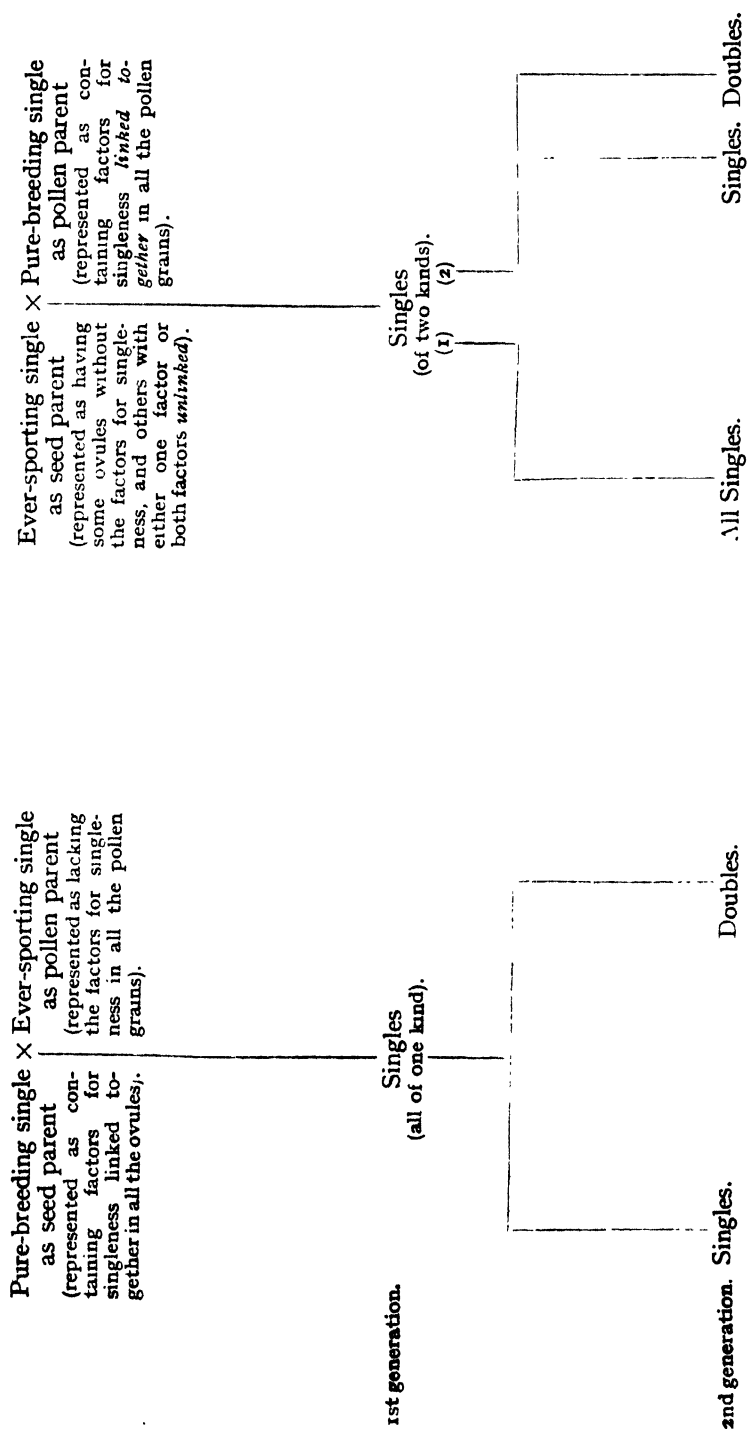 Pure-breeding single × Ever-sporting single
as seed parent
(represented as con-
taining factors for
singleness linked to-
gether in all the ovules).
as pollen parent
(represented as lacking
the factors for single-
ness in all the pollen
grains).
1st generation.
Singles
(all of one kind).
2nd generation. Singles. Doubles.
Ever-sporting single × Pure-breeding single
as seed parent
(represented as having
some ovules without
the factors for single-
ness, and others with
either one factor or
both factors unlinked).
as pollen parent
(represented as con-
taining factors for
singleness linked to-
gether in all the pollen
grains).
Singles
(of two kinds).
(1) (2)
All Singles. Singles. Doubles.